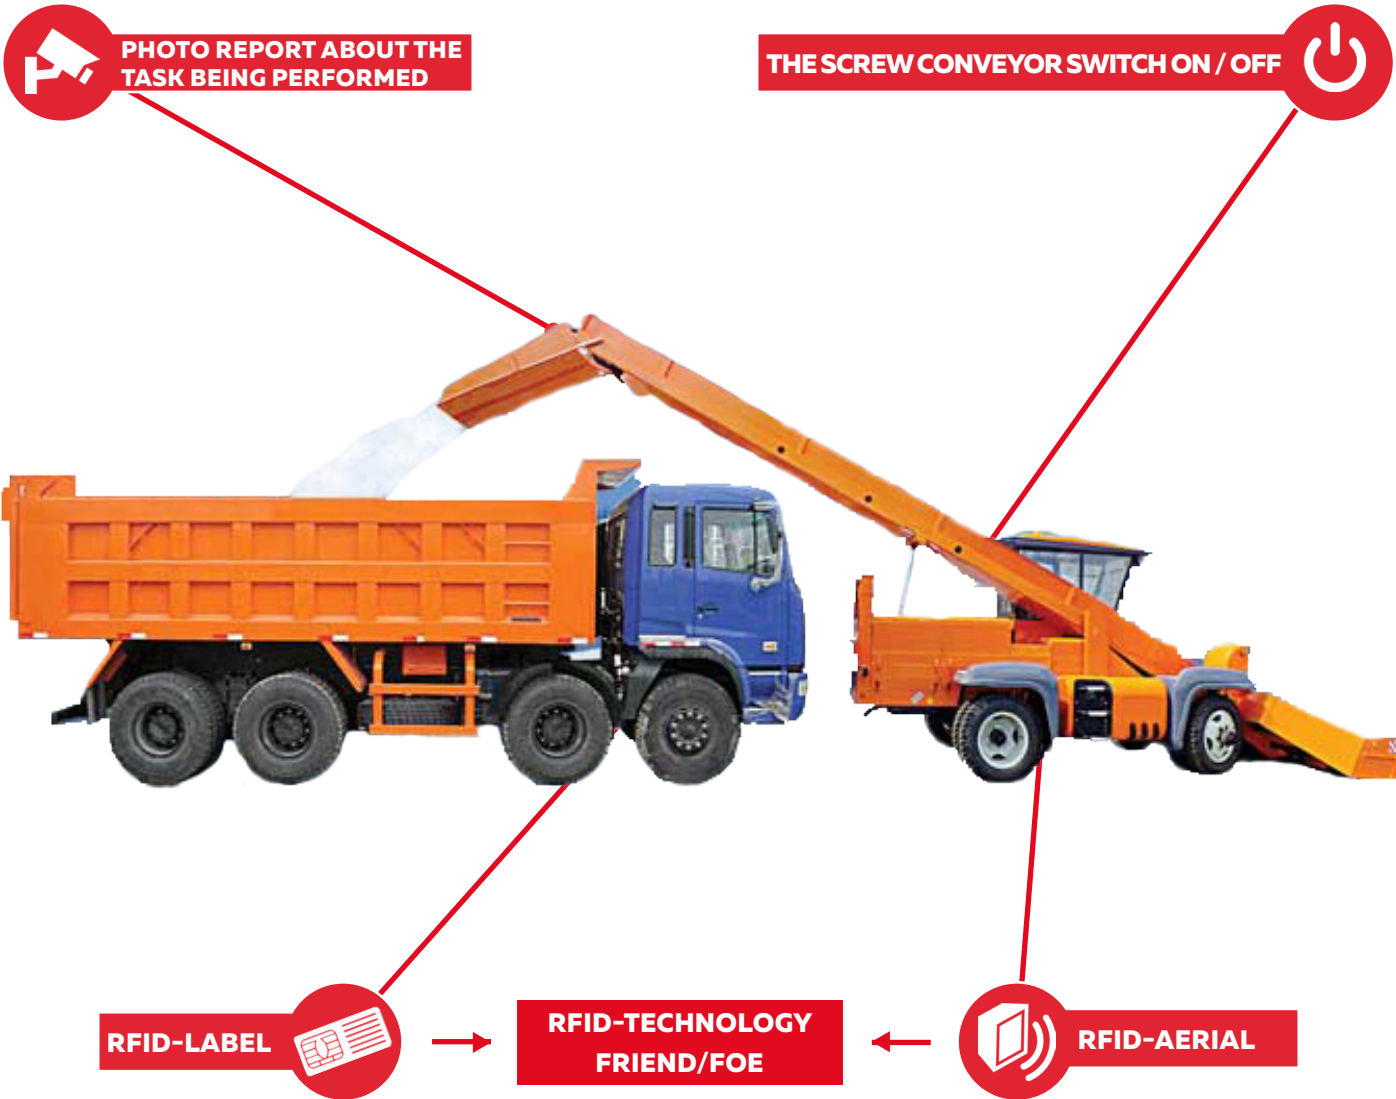 PHOTO REPORT ABOUT THE
TASK BEING PERFORMED
THE SCREW CONVEYOR SWITCH ON / OFF
RFID-LABEL
RFID-TECHNOLOGY
FRIEND/FOE
RFID-AERIAL